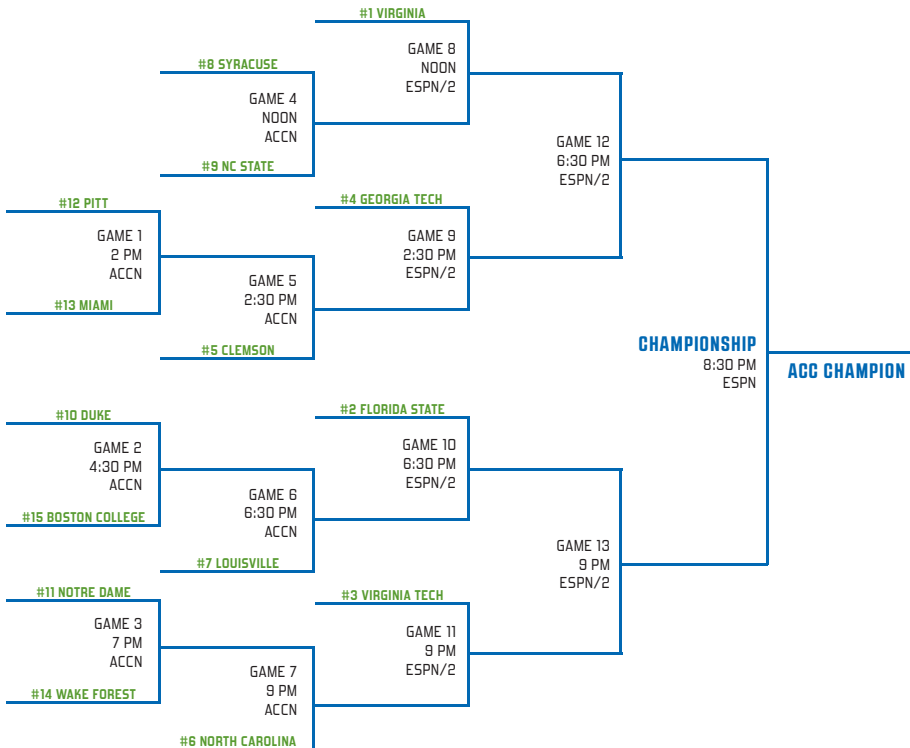 #1 VIRGINIA
GAME 8
NOON
ESPN/2
#8 SYRACUSE
GAME 4
NOON
ACCN
#9 NC STATE
GAME 12
6:30 PM
ESPN/2
#12 PITT
GAME 1
2 PM
ACCN
#13 MIAMI
#4 GEORGIA TECH
GAME 9
2:30 PM
ESPN/2
GAME 5
2:30 PM
ACCN
#5 CLEMSON
CHAMPIONSHIP
8:30 PM
ESPN
ACC CHAMPION
#10 DUKE
GAME 2
4:30 PM
ACCN
#15 BOSTON COLLEGE
#2 FLORIDA STATE
GAME 10
6:30 PM
ESPN/2
GAME 6
6:30 PM
ACCN
#7 LOUISVILLE
GAME 13
9 PM
ESPN/2
#11 NOTRE DAME
GAME 3
7 PM
ACCN
#14 WAKE FOREST
#3 VIRGINIA TECH
GAME 11
9 PM
ESPN/2
GAME 7
9 PM
ACCN
#6 NORTH CAROLINA